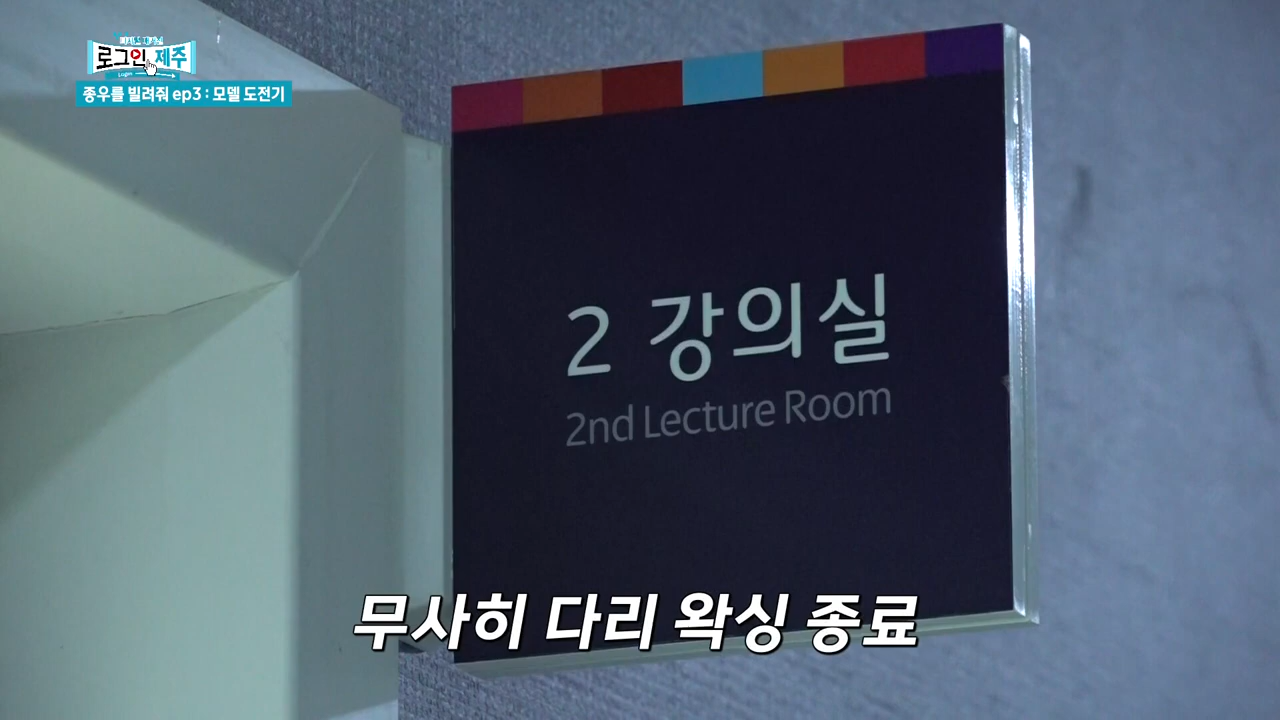 로그인 제주
Login
종우를 빌려줘 ep3 : 모델 도전기
2 강의실
2nd Lecture Room
무사히 다리 왁싱 종료